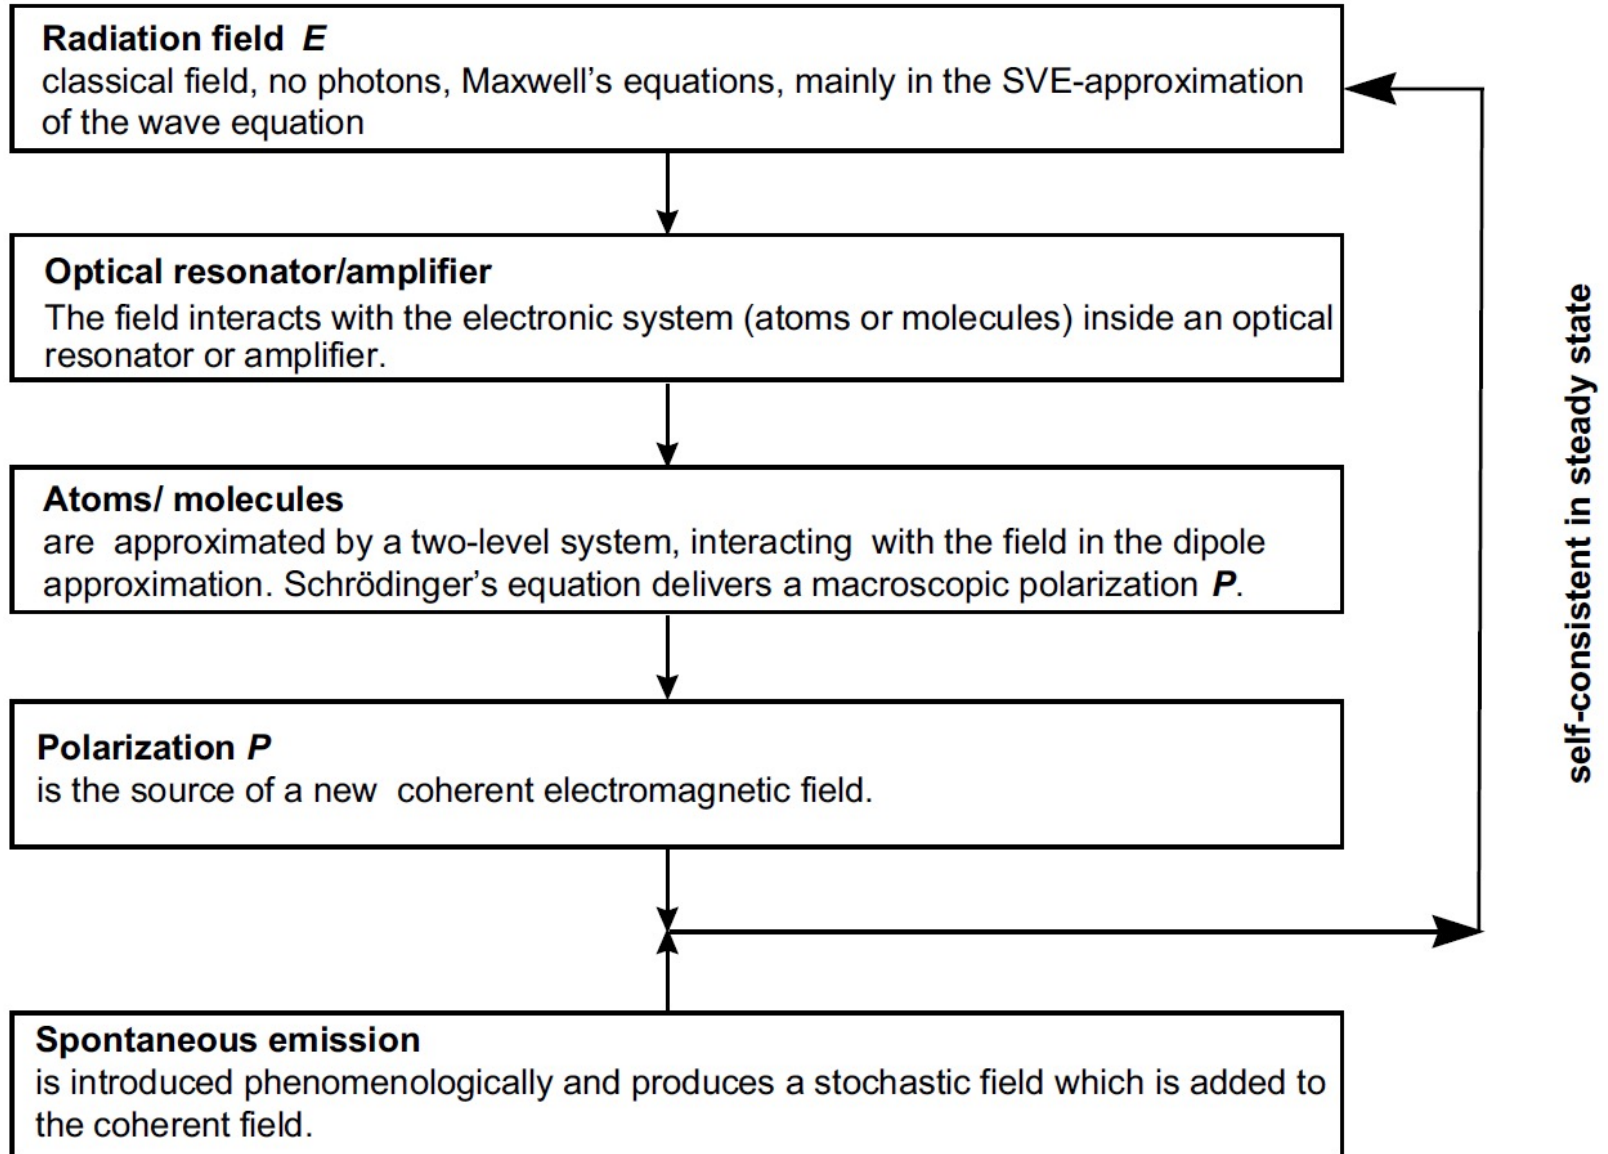 Radiation field E
classical field, no photons, Maxwell's equations, mainly in the SVE-approximation
of the wave equation
Optical resonator/amplifier
The field interacts with the electronic system (atoms or molecules) inside an optical
resonator or amplifier.
Atoms/ molecules
are approximated by a two-level system, interacting with the field in the dipole
approximation. Schrödinger's equation delivers a macroscopic polarization P.
Polarization P
is the source of a new coherent electromagnetic field.
Spontaneous emission
is introduced phenomenologically and produces a stochastic field which is added to
the coherent field.
self-consistent in steady state